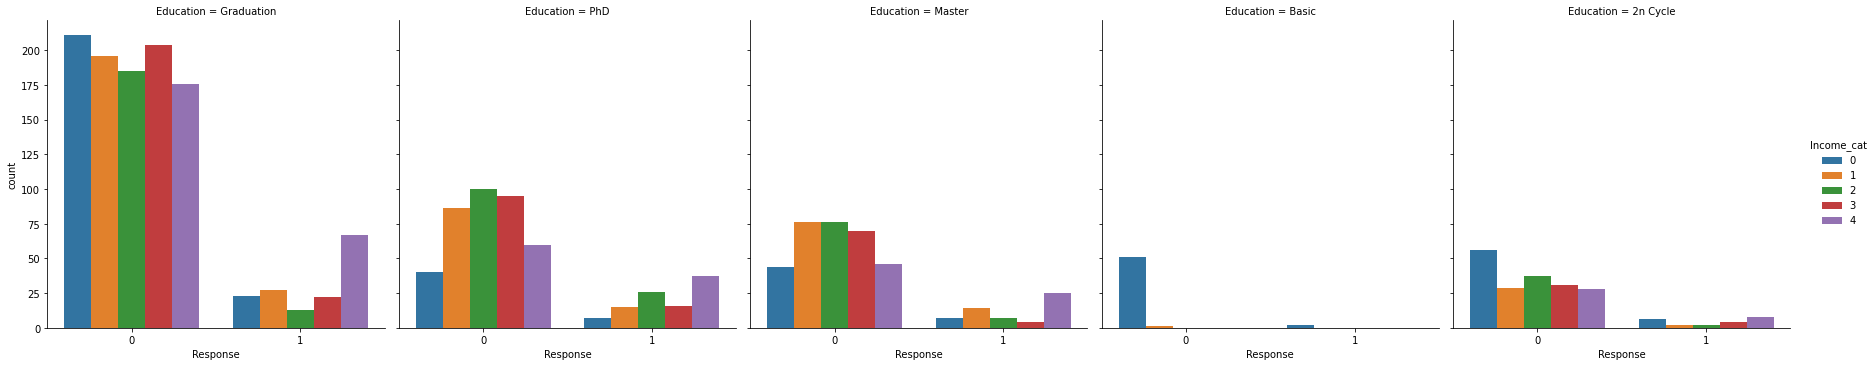 Education = Graduation
Education = PhD
Education = Master
Education = Basic
Education = 2n Cycle
count
200
175
150
125
100
75
50
25
0
0 1
Response
0 1
Response
0 1
Response
0 1
Response
0 1
Response
Income_cat
0
1
2
3
4